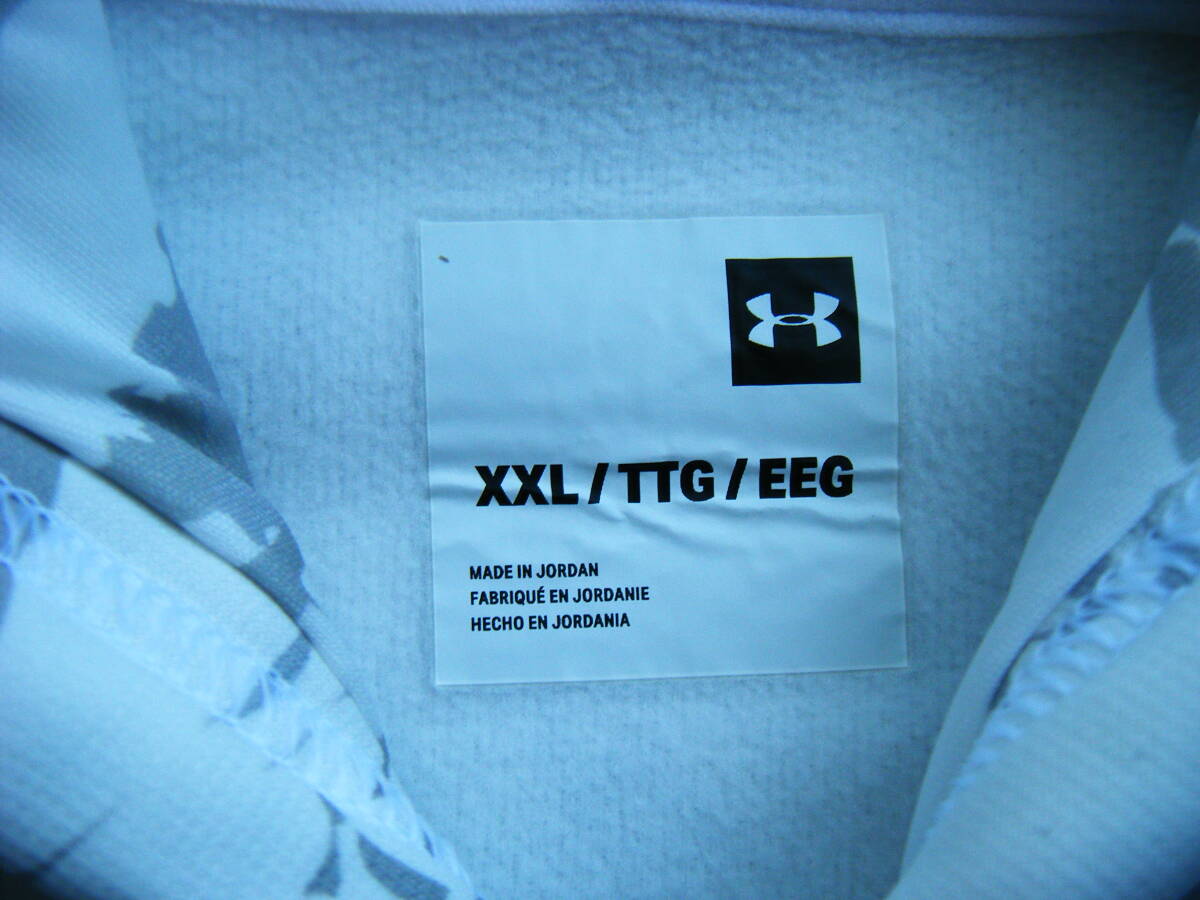 XXL / TTG / EEG
MADE IN JORDAN
FABRIQUÉ EN JORDANIE
HECHO EN JORDANIA